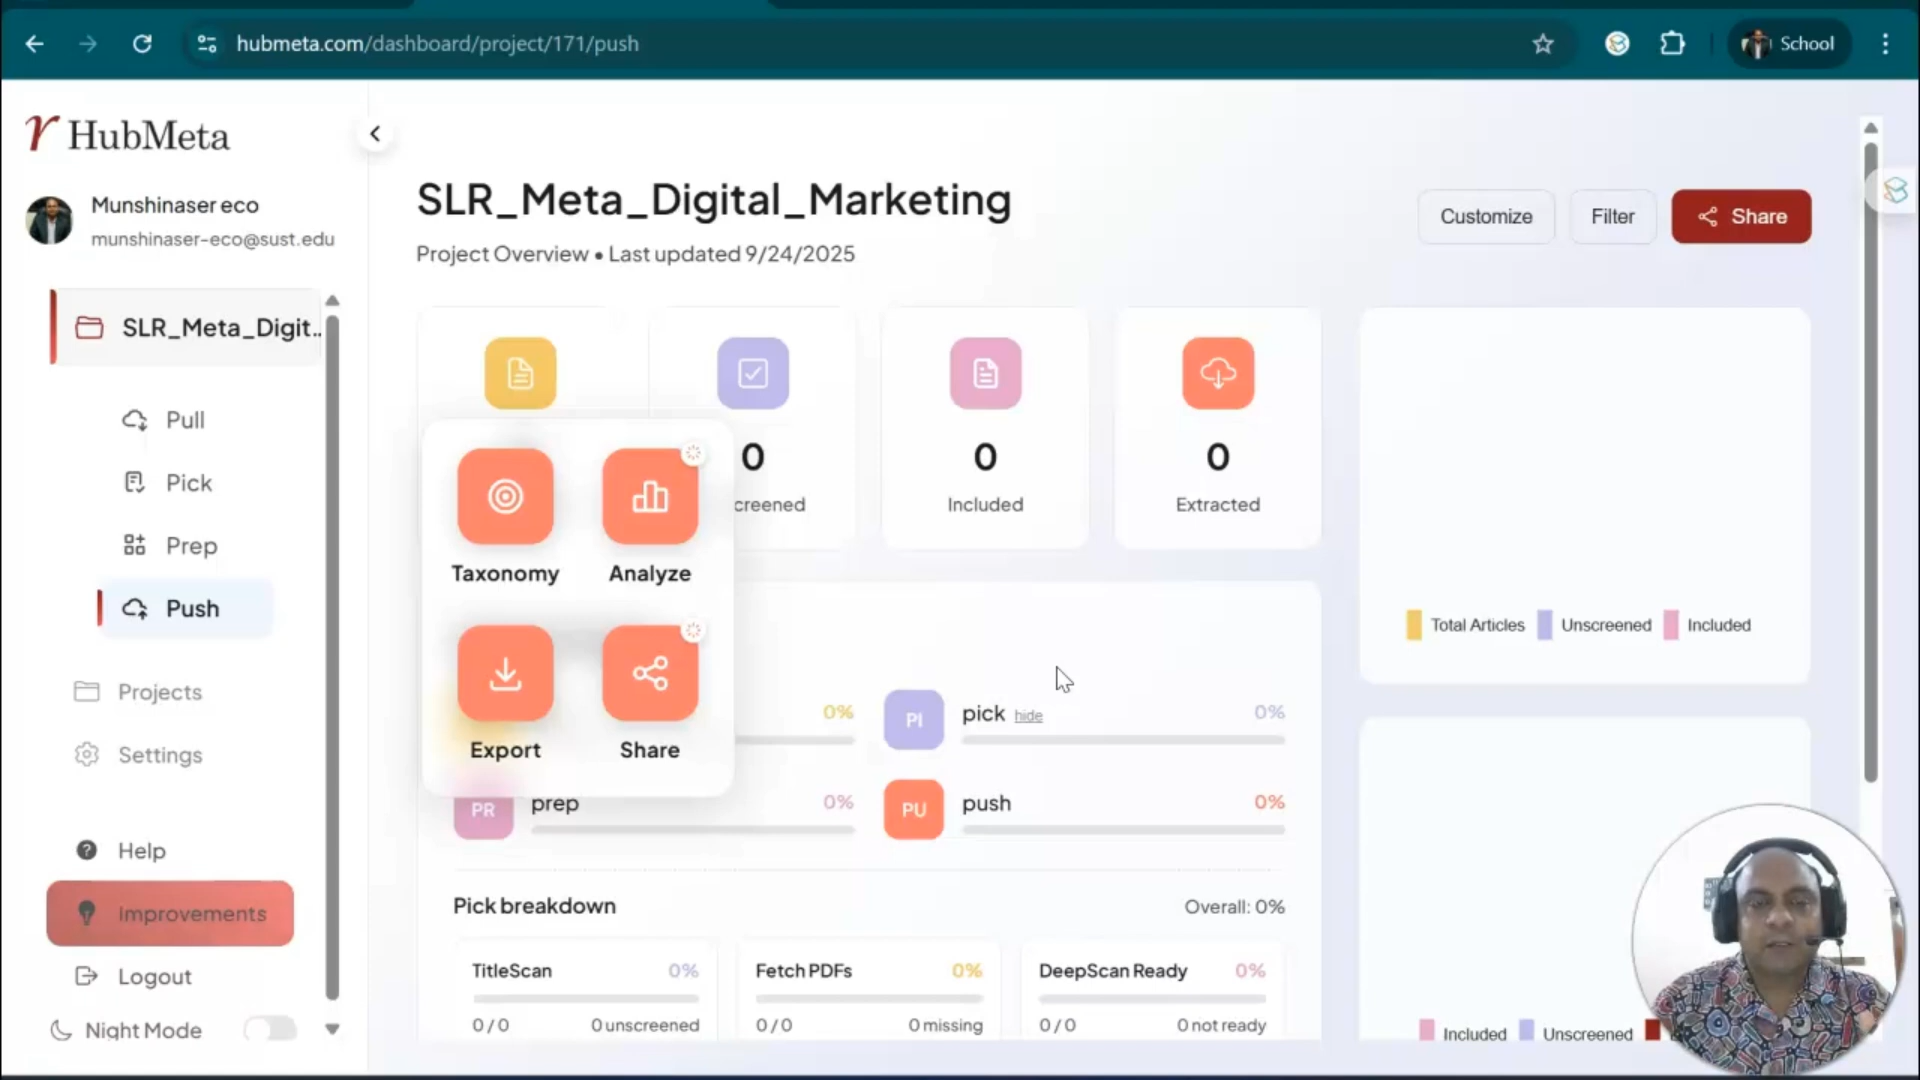 hubmeta.com/dashboard/project/171/push
School
HubMeta
Munshinaser eco
munshinaser-eco@sust.edu
SLR_Meta_Digit..
Pull
Pick
Prep
Push
Projects
Settings
Help
Improvements
Logout
Night Mode
SLR_Meta_Digital_Marketing
Project Overview • Last updated 9/24/2025
Customize
Filter
Share
0
creened
0
Included
0
Extracted
Taxonomy
Analyze
Export
Share
0%
PI
pick hide
0%
PR
prep
0%
PU
push
0%
Pick breakdown
Overall: 0%
TitleScan
0%
0 / 0
0 unscreened
Fetch PDFs
0%
0 / 0
0 missing
DeepScan Ready
0%
0 / 0
0 not ready
Total Articles
Unscreened
Included
Included
Unscreened